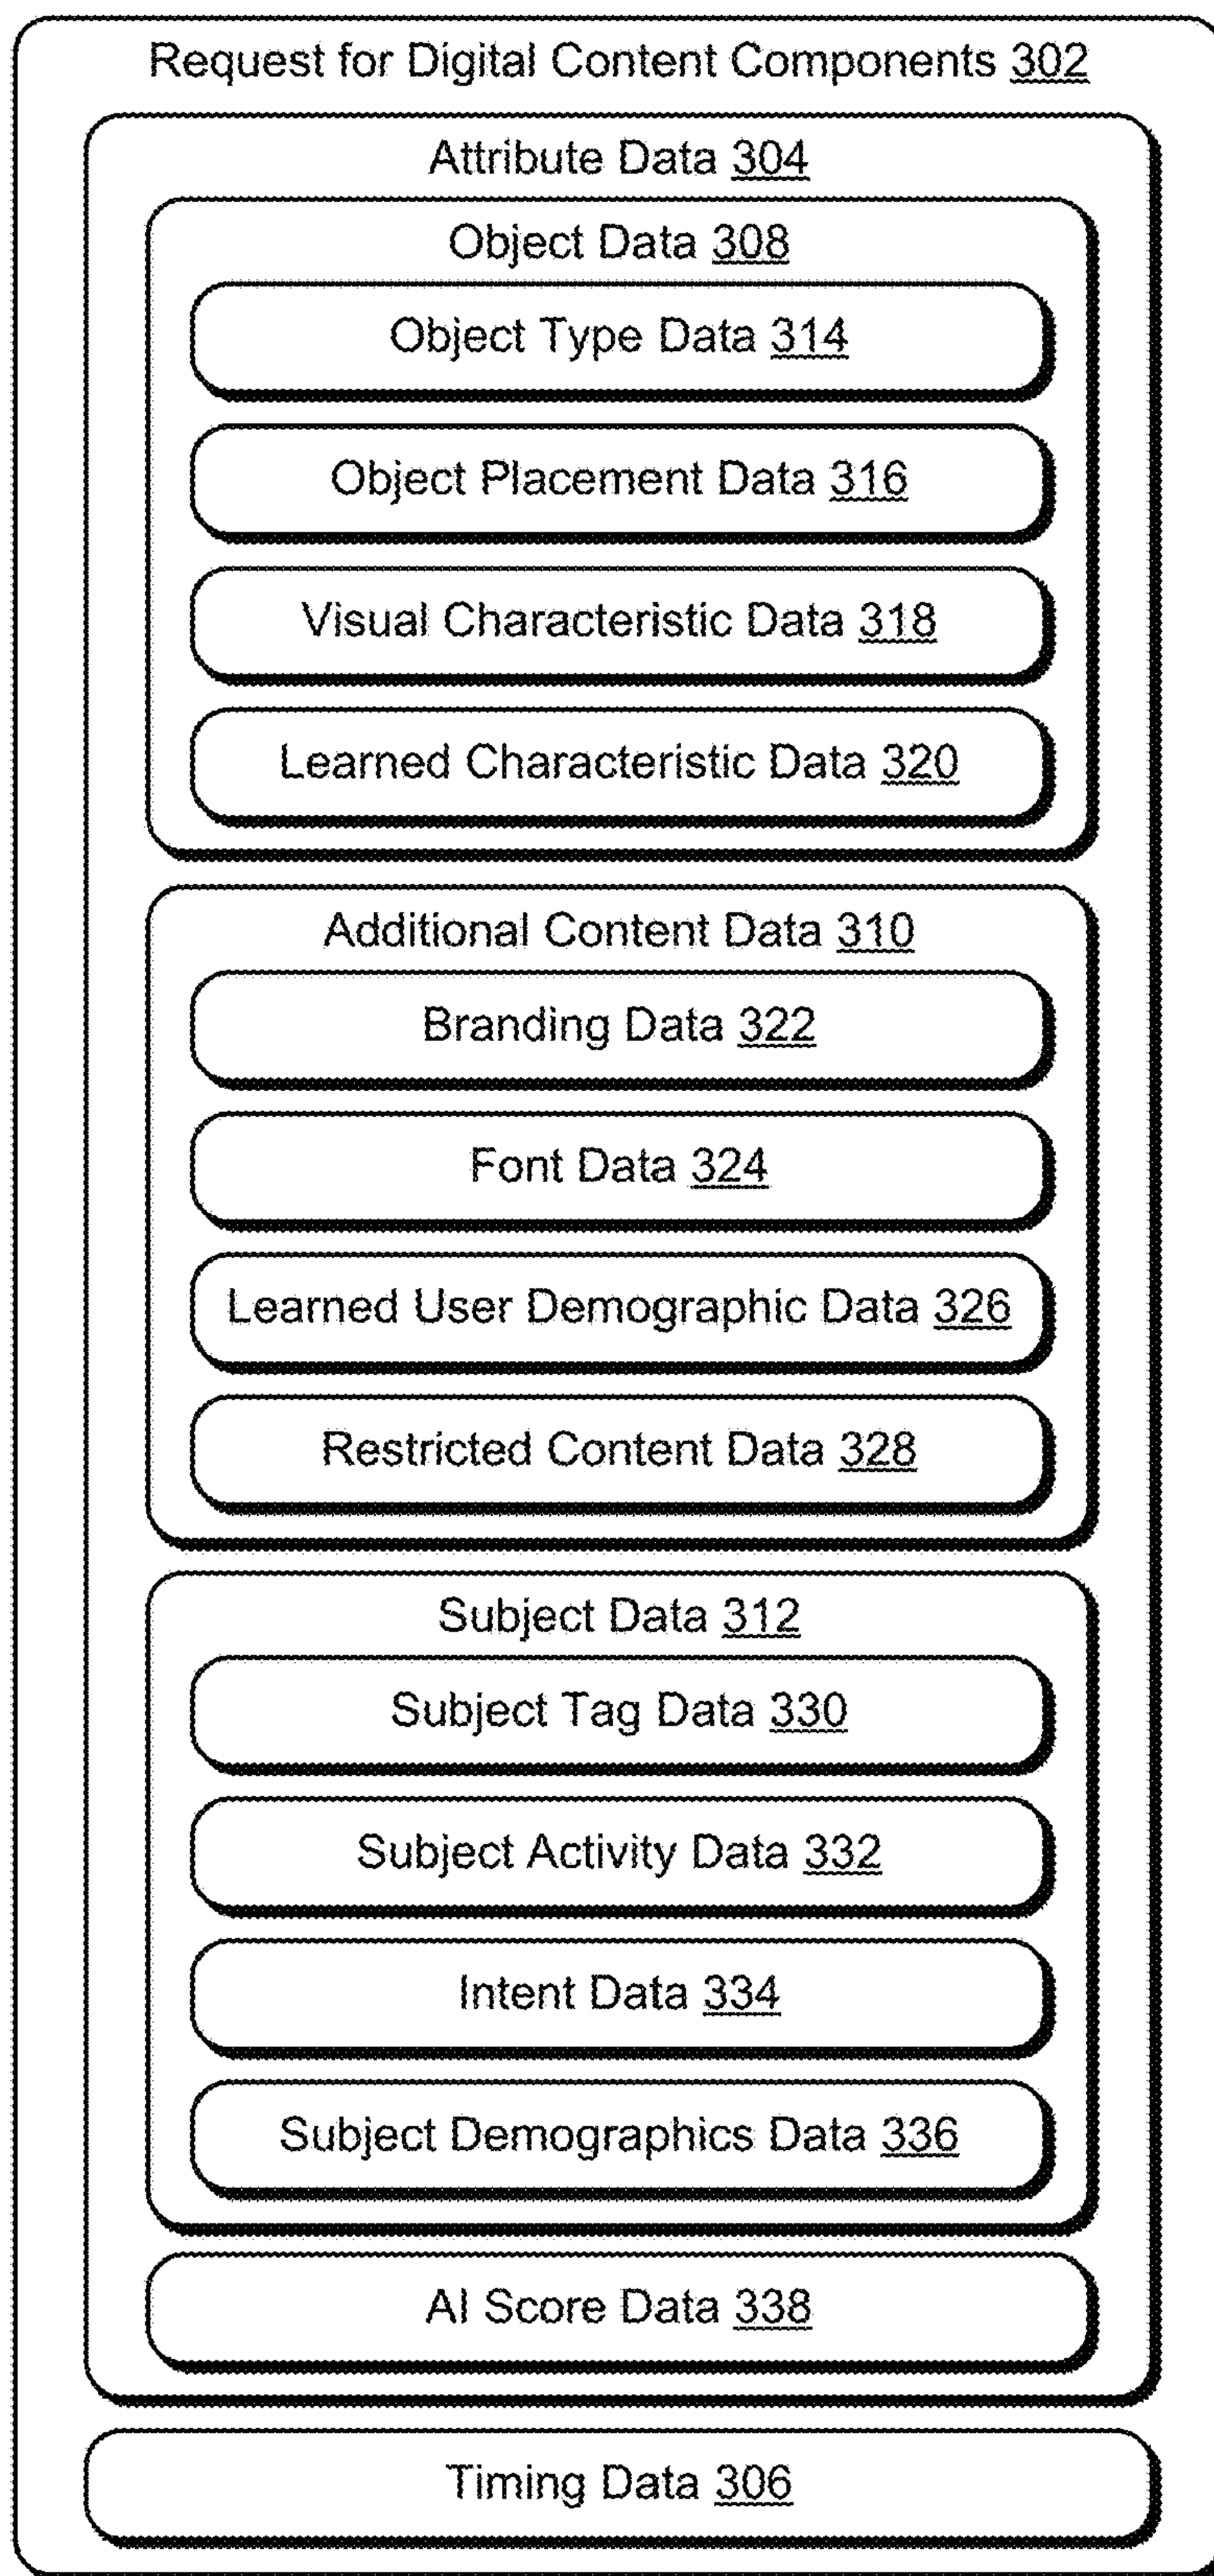 Request for Digital Content Components 302
Attribute Data 304
Object Data 308
Object Type Data 314
Object Placement Data 316
Visual Characteristic Data 318
Learned Characteristic Data 320
Additional Content Data 310
Branding Data 322
Font Data 324
Learned User Demographic Data 326
Restricted Content Data 328
Subject Data 312
Subject Tag Data 330
Subject Activity Data 332
Intent Data 334
Subject Demographics Data 336
AI Score Data 338
Timing Data 306